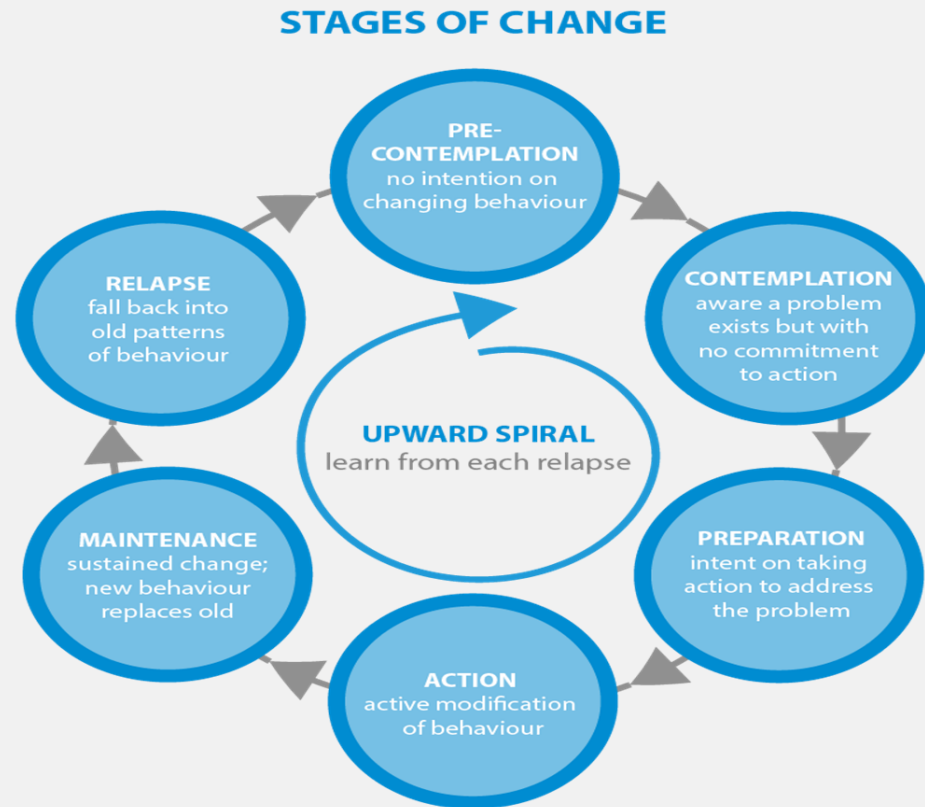 STAGES OF CHANGE
PRE-
CONTEMPLATION
no intention on
changing behaviour
CONTEMPLATION
aware a problem
exists but with
no commitment
to action
PREPARATION
intent on taking
action to address
the problem
ACTION
active modification
of behaviour
MAINTENANCE
sustained change;
new behaviour
replaces old
RELAPSE
fall back into
old patterns
of behaviour
UPWARD SPIRAL
learn from each relapse